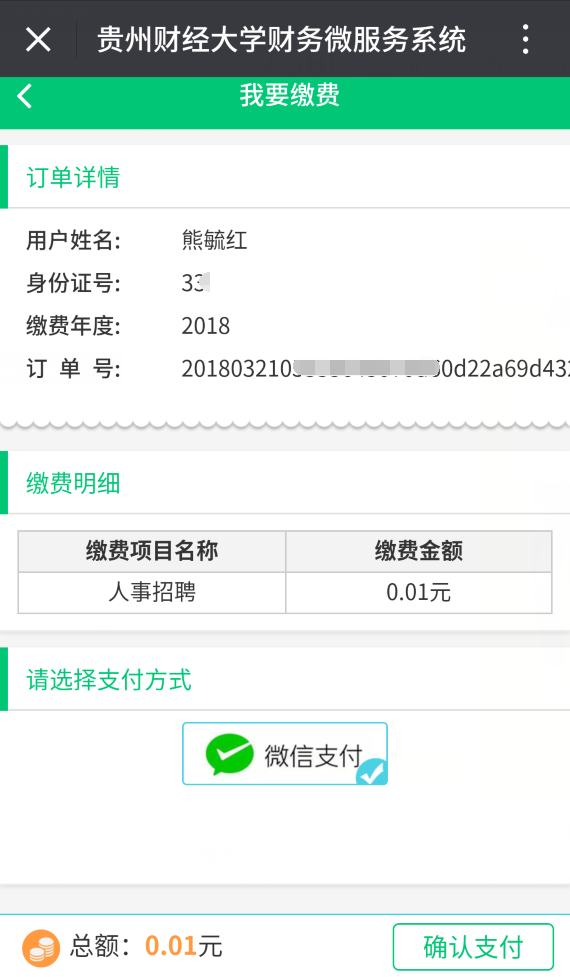 贵州财经大学财务微服务系统
我要缴费
订单详情
用户姓名: 熊毓红
身份证号: 33
缴费年度: 2018
订 单 号: 201803210 60d22a69d43
缴费明细
缴费项目名称 缴费金额
人事招聘 0.01元
请选择支付方式
微信支付
总额：0.01元 确认支付